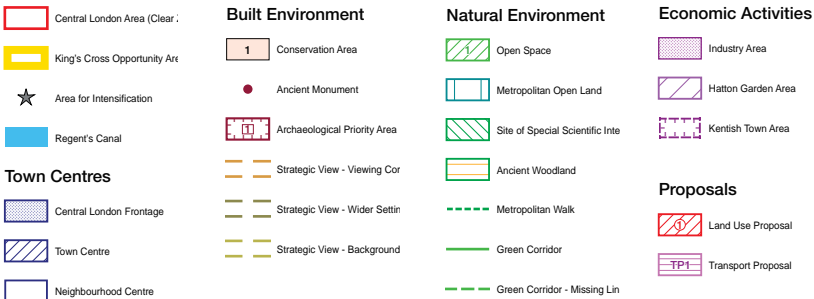 Central London Area (Clear
King's Cross Opportunity Are
Area for Intensification
Regent's Canal
Town Centres
Central London Frontage
Town Centre
Neighbourhood Centre
Built Environment
1 Conservation Area
Ancient Monument
1 Archaeological Priority Area
Strategic View - Viewing Cor
Strategic View - Wider Settin
Strategic View - Background
Natural Environment
1 Open Space
Metropolitan Open Land
Site of Special Scientific Inte
Ancient Woodland
Metropolitan Walk
Green Corridor
Green Corridor - Missing Lin
Economic Activities
Industry Area
Hatton Garden Area
Kentish Town Area
Proposals
1 Land Use Proposal
TP1 Transport Proposal